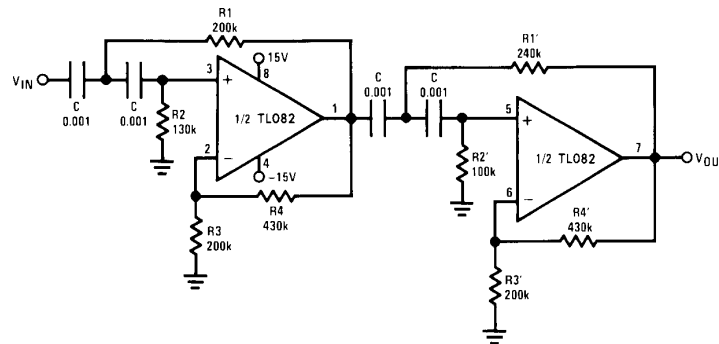 R1
200k
R1'
240k
15V
8
VIN
C
0.001
C
0.001
3
+
R2
130k
1/2 TL082
1
2
−
4
−15V
R3
200k
R4
430k
C
0.001
C
0.001
5
+
R2'
100k
1/2 TL082
7
VOU
6
−
R4'
430k
R3'
200k